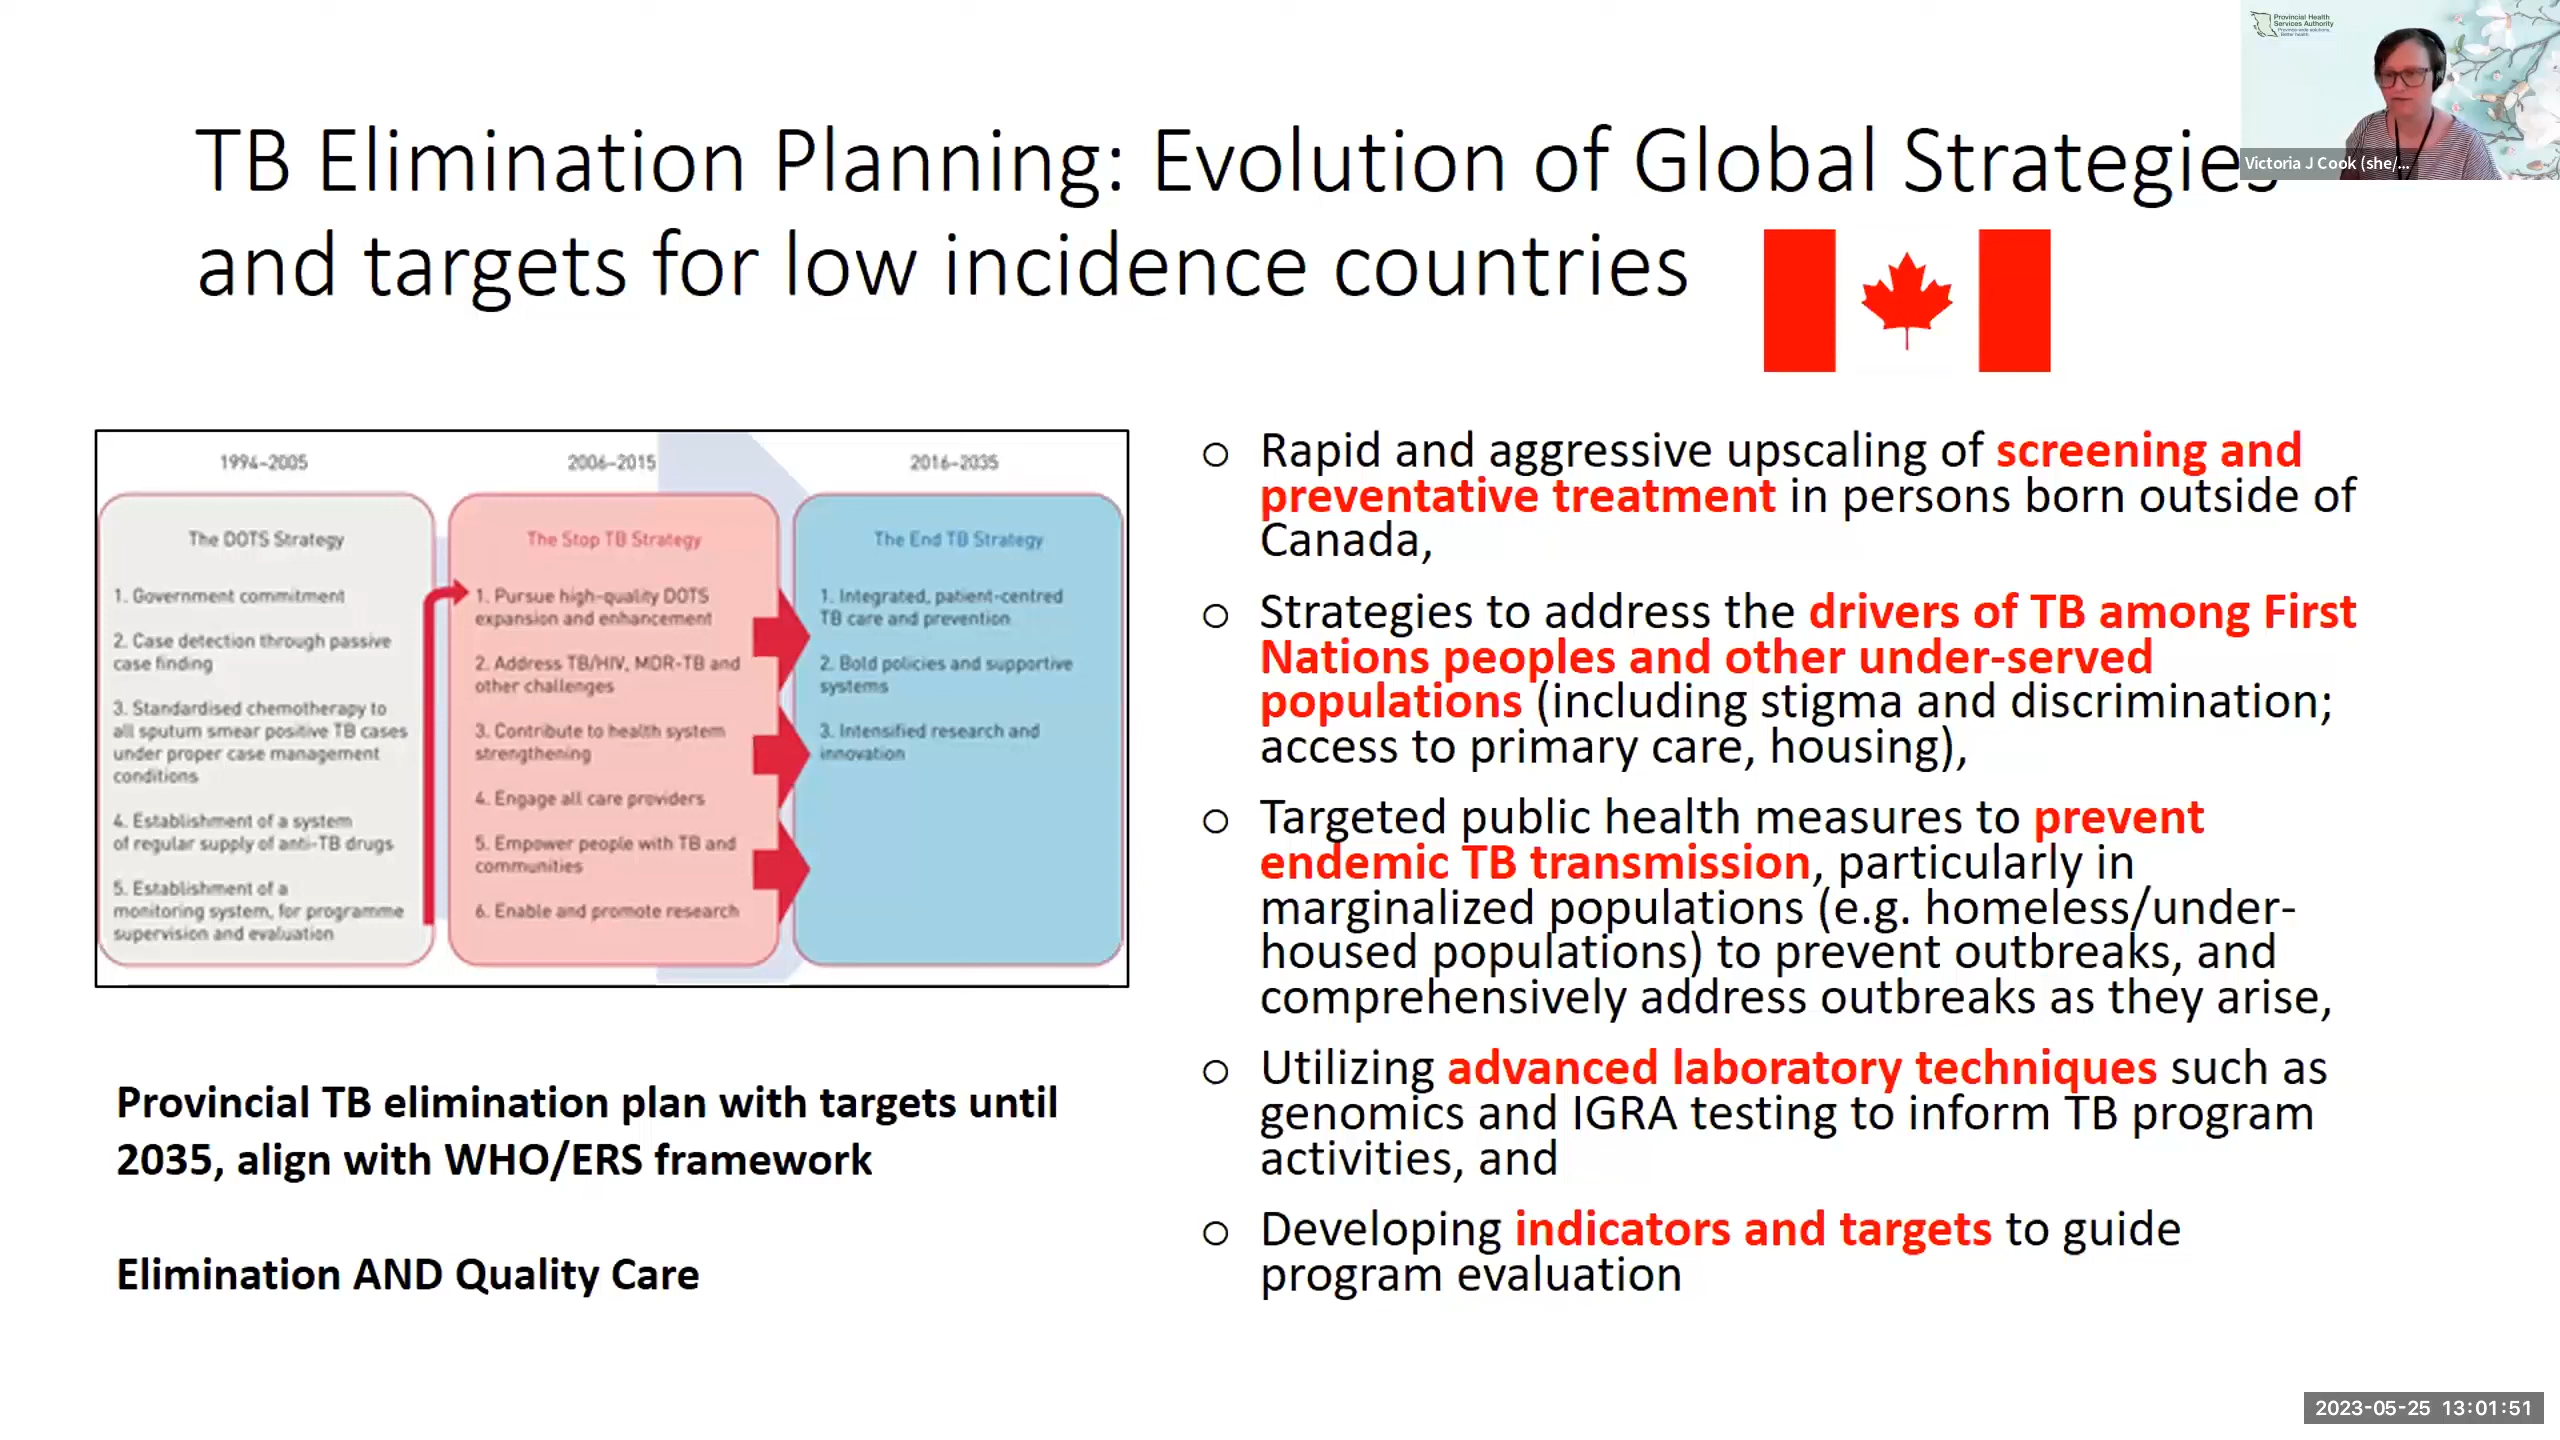 Provincial Health
Services Authority
Province-wide solutions.
Better health.
Victoria J Cook (she/...
TB Elimination Planning: Evolution of Global Strategies
and targets for low incidence countries
1994–2005
The DOTS Strategy
1. Government commitment
2. Case detection through passive
case finding
3. Standardised chemotherapy to
all sputum smear positive TB cases
under proper case management
conditions
4. Establishment of a system
of regular supply of anti-TB drugs
5. Establishment of a
monitoring system, for programme
supervision and evaluation
2006–2015
The Stop TB Strategy
1. Pursue high-quality DOTS
expansion and enhancement
2. Address TB/HIV, MDR-TB and
other challenges
3. Contribute to health system
strengthening
4. Engage all care providers
5. Empower people with TB and
communities
6. Enable and promote research
2016–2035
The End TB Strategy
1. Integrated, patient-centred
TB care and prevention
2. Bold policies and supportive
systems
3. Intensified research and
innovation
Provincial TB elimination plan with targets until
2035, align with WHO/ERS framework
Elimination AND Quality Care
o Rapid and aggressive upscaling of screening and
preventative treatment in persons born outside of
Canada,
o Strategies to address the drivers of TB among First
Nations peoples and other under-served
populations (including stigma and discrimination;
access to primary care, housing),
o Targeted public health measures to prevent
endemic TB transmission, particularly in
marginalized populations (e.g. homeless/under-
housed populations) to prevent outbreaks, and
comprehensively address outbreaks as they arise,
o Utilizing advanced laboratory techniques such as
genomics and IGRA testing to inform TB program
activities, and
o Developing indicators and targets to guide
program evaluation
2023-05-25 13:01:51